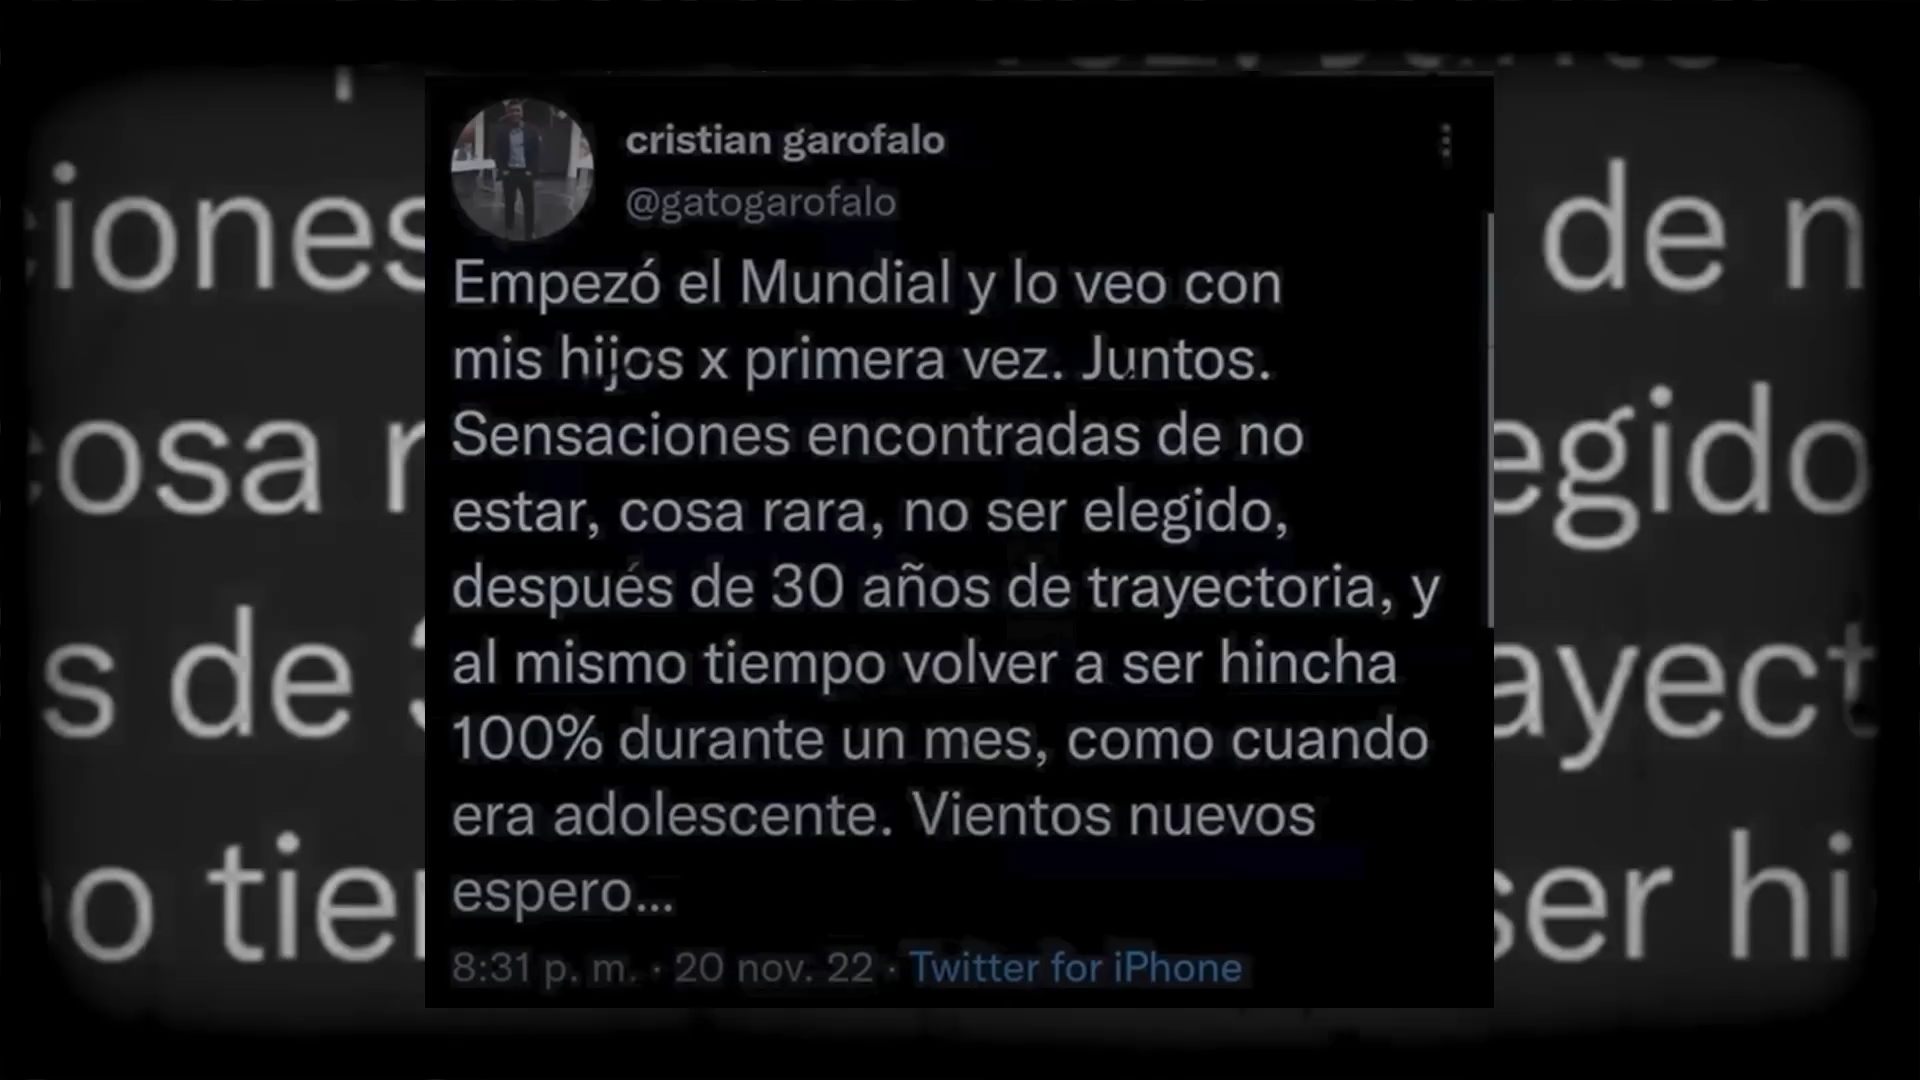 cristian garofalo
@gatogarofalo
Empezó el Mundial y lo veo con
mis hijos x primera vez. Juntos.
Sensaciones encontradas de no
estar, cosa rara, no ser elegido,
después de 30 años de trayectoria, y
al mismo tiempo volver a ser hincha
100% durante un mes, como cuando
era adolescente. Vientos nuevos
espero...
8:31 p. m. · 20 nov. 22 · Twitter for iPhone